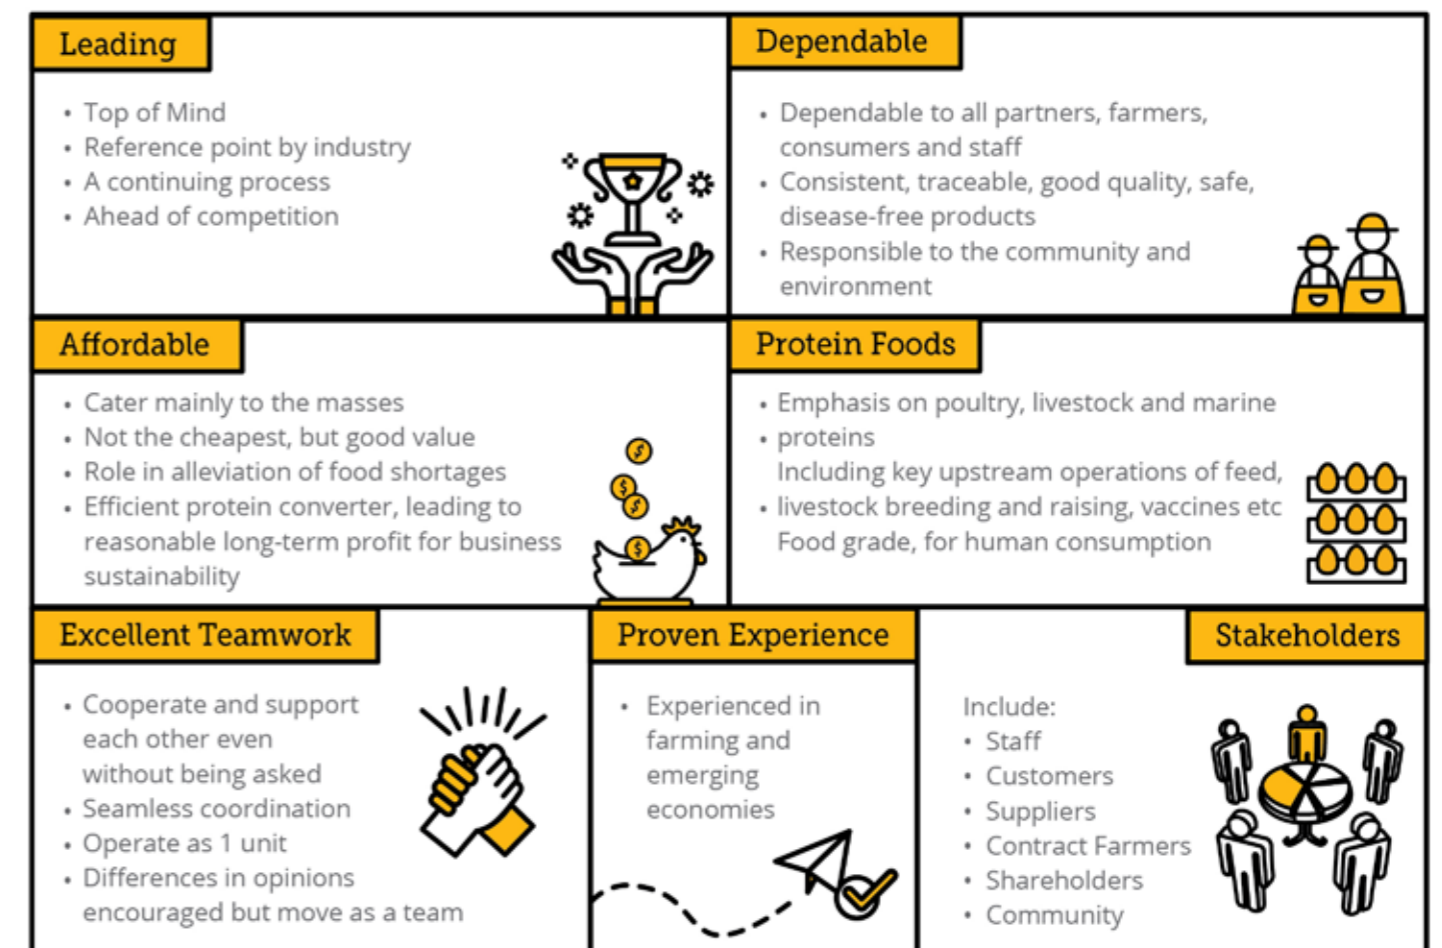 Leading
• Top of Mind
• Reference point by industry
• A continuing process
• Ahead of competition
Dependable
• Dependable to all partners, farmers,
consumers and staff
• Consistent, traceable, good quality, safe,
disease-free products
• Responsible to the community and
environment
Affordable
• Cater mainly to the masses
• Not the cheapest, but good value
• Role in alleviation of food shortages
• Efficient protein converter, leading to
reasonable long-term profit for business
sustainability
Protein Foods
• Emphasis on poultry, livestock and marine
• proteins
Including key upstream operations of feed,
• livestock breeding and raising, vaccines etc
Food grade, for human consumption
Excellent Teamwork
• Cooperate and support
each other even
without being asked
• Seamless coordination
• Operate as 1 unit
• Differences in opinions
encouraged but move as a team
Proven Experience
• Experienced in
farming and
emerging
economies
Stakeholders
Include:
• Staff
• Customers
• Suppliers
• Contract Farmers
• Shareholders
• Community